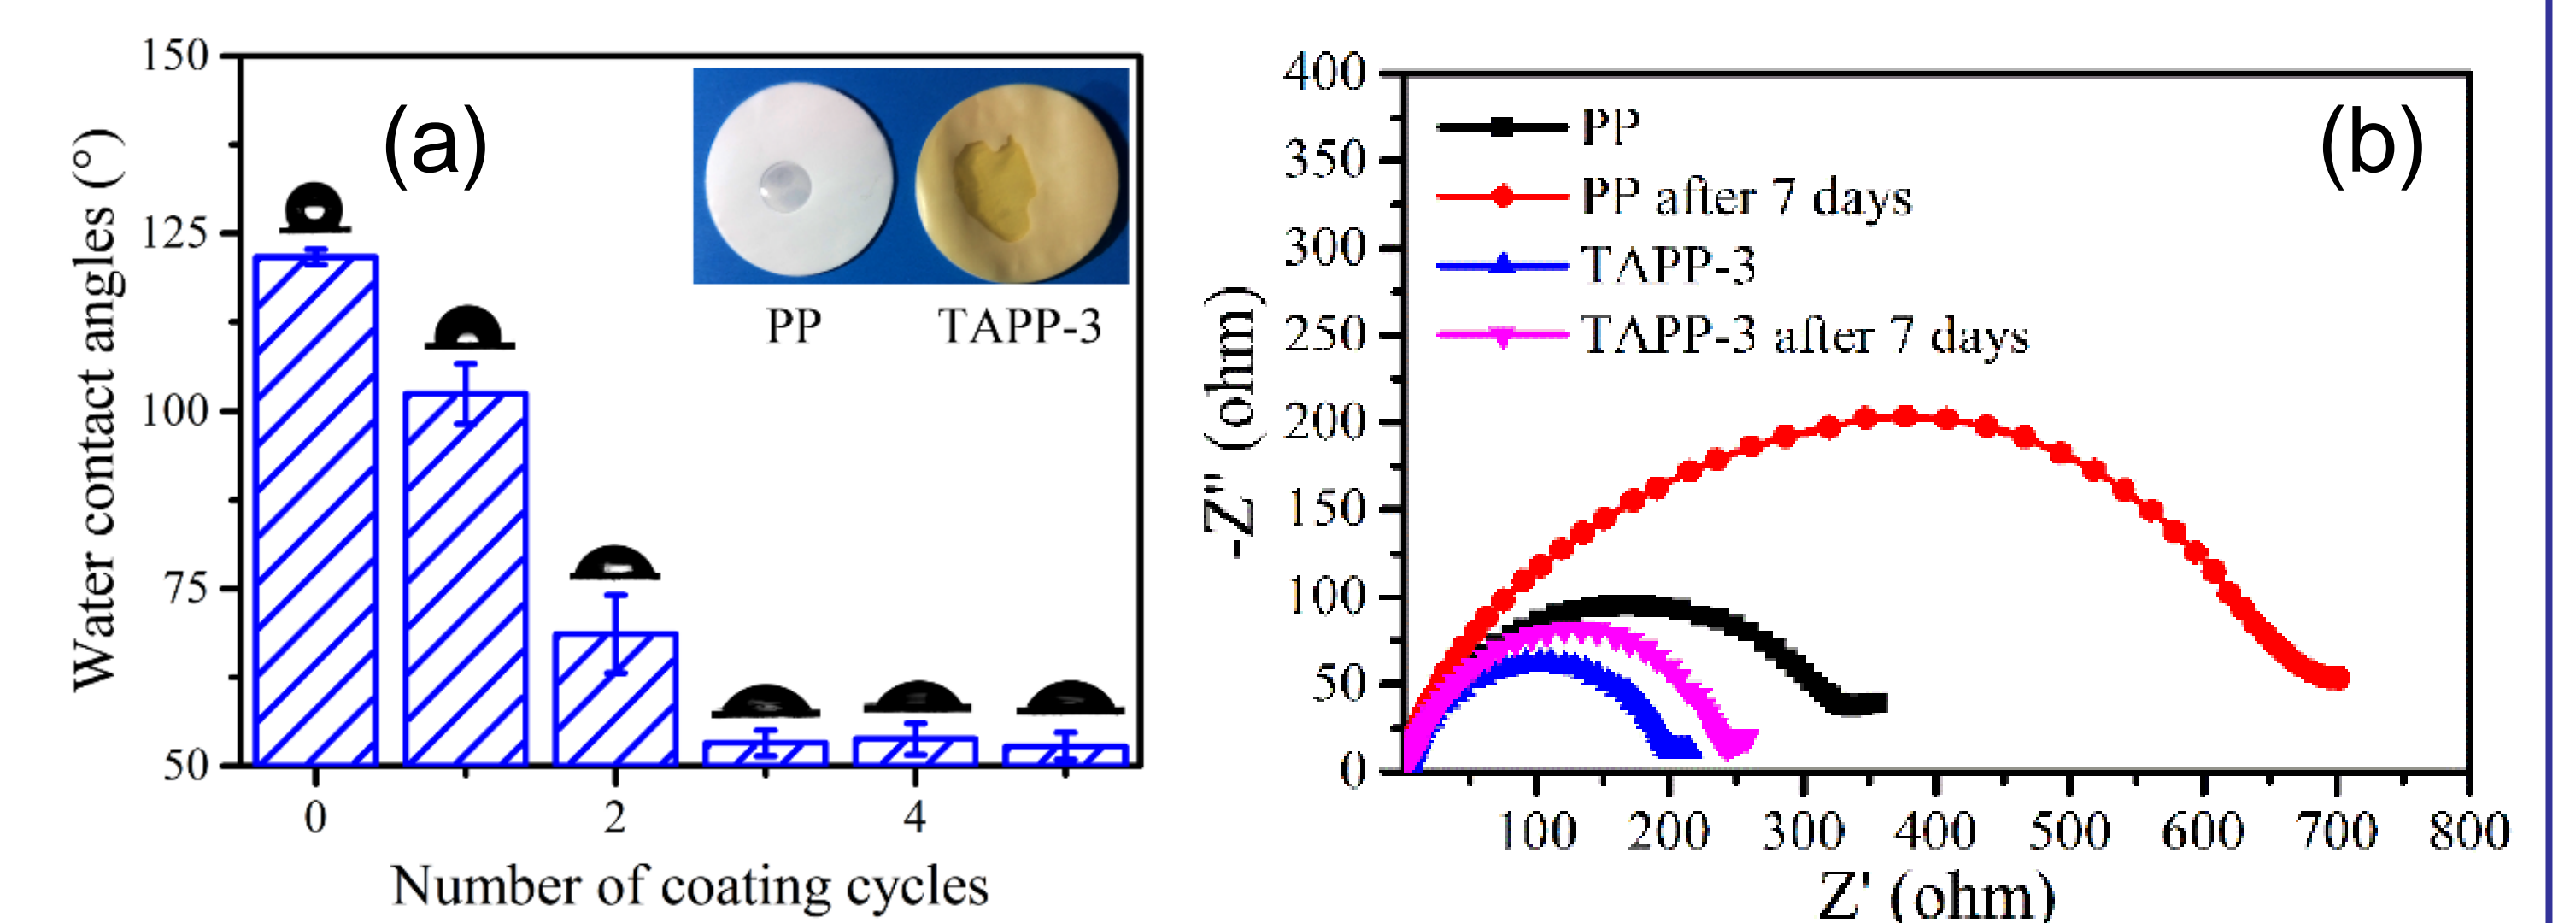 150
125
100
75
50
Water contact angles (°)
(a)
PP
TAPP-3
0
2
4
Number of coating cycles
400
350
300
250
200
150
100
50
0
-Z" (ohm)
(b)
PP
PP after 7 days
TAPP-3
TAPP-3 after 7 days
100 200 300 400 500 600 700 800
Z' (ohm)